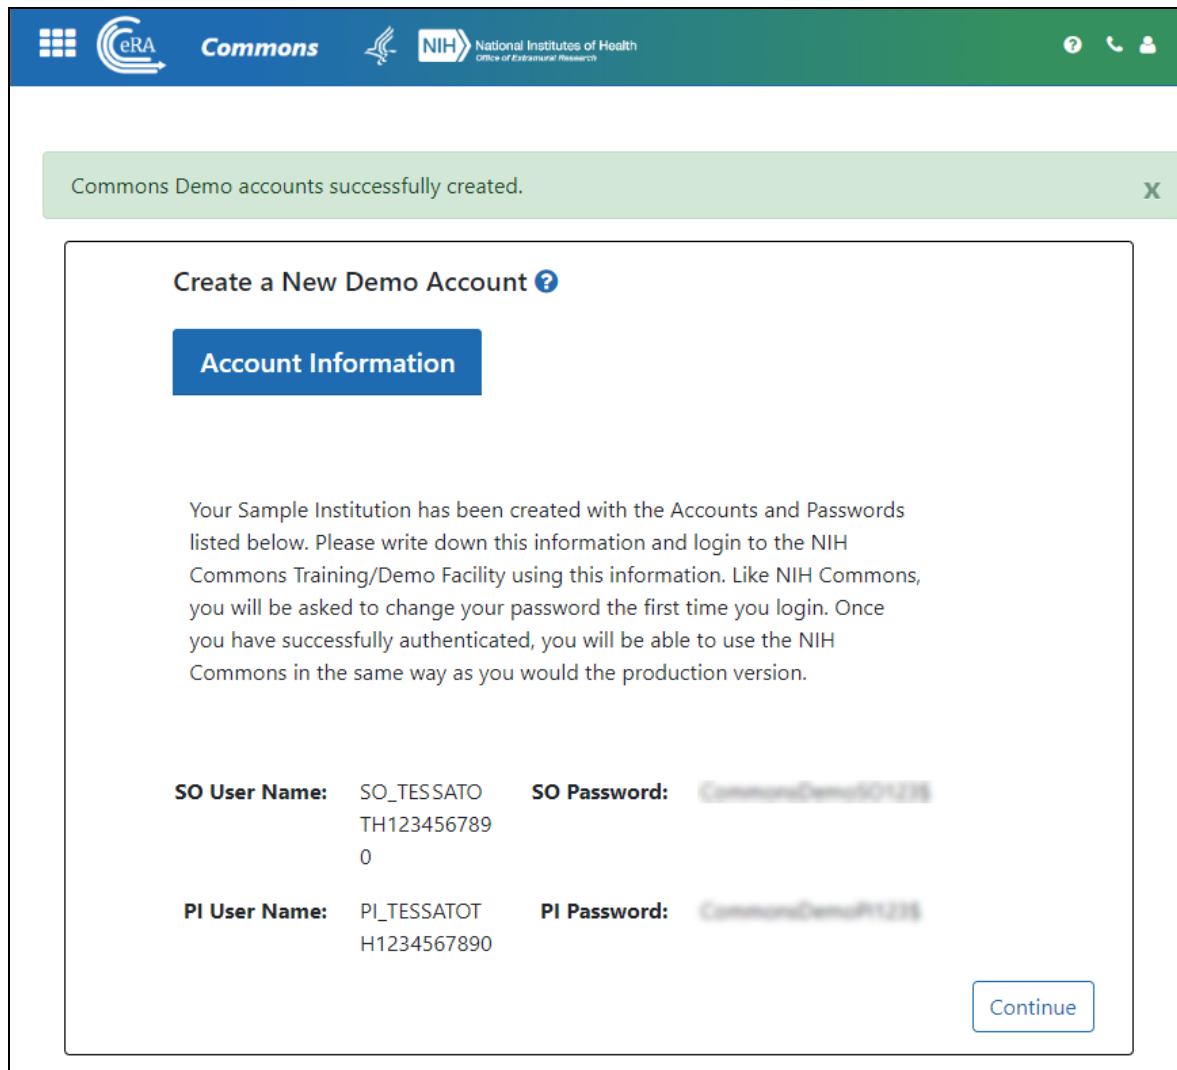 eRA
Commons
NIH
National Institutes of Health
Office of Extramural Research
Commons Demo accounts successfully created.
x
Create a New Demo Account
Account Information
Your Sample Institution has been created with the Accounts and Passwords
listed below. Please write down this information and login to the NIH
Commons Training/Demo Facility using this information. Like NIH Commons,
you will be asked to change your password the first time you login. Once
you have successfully authenticated, you will be able to use the NIH
Commons in the same way as you would the production version.
SO User Name: SO_TESSATO SO Password:
TH123456789
0
PI User Name: PI_TESSATOT PI Password:
H1234567890
Continue